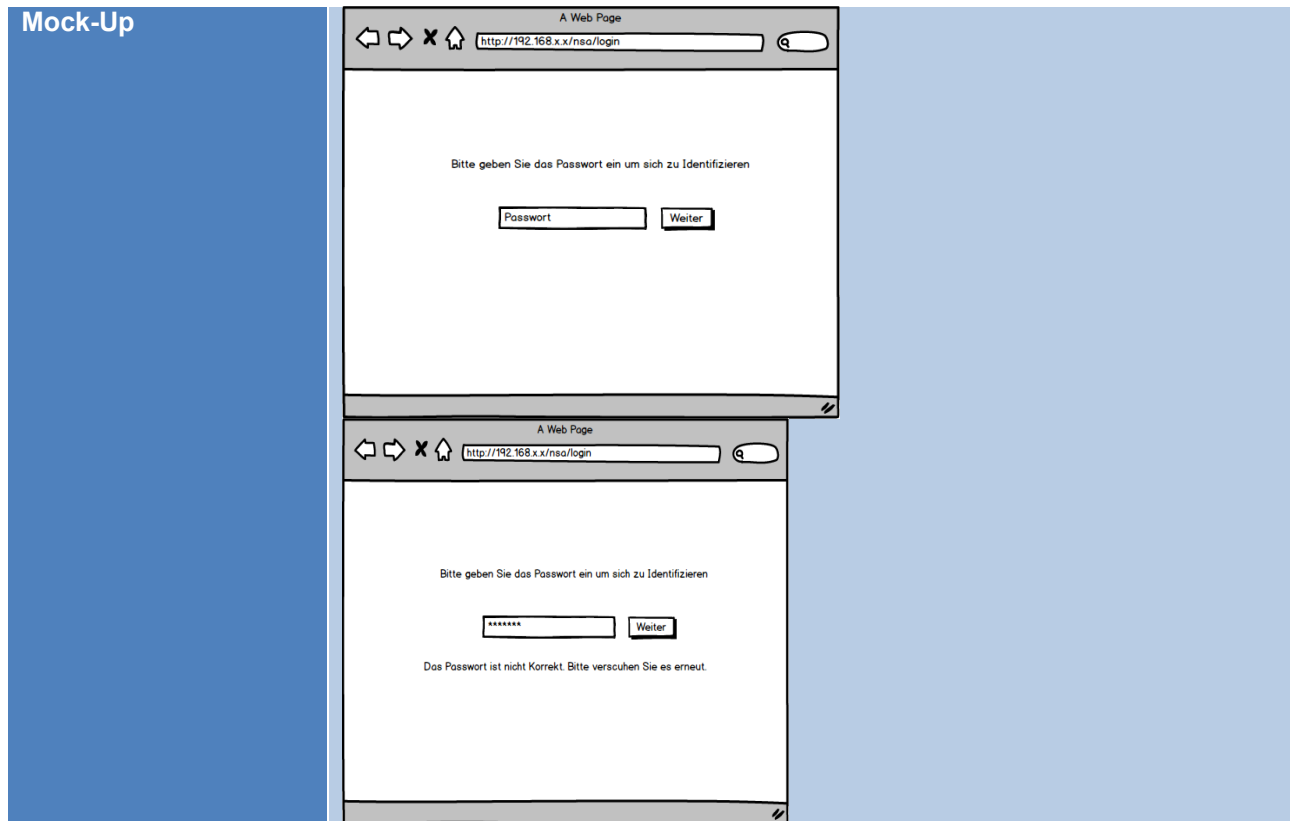 Mock-Up
A Web Page
http://192.168.x.x/nsa/login
Bitte geben Sie das Passwort ein um sich zu Identifizieren
Passwort
Weiter
A Web Page
http://192.168.x.x/nsa/login
Bitte geben Sie das Passwort ein um sich zu Identifizieren
*******
Weiter
Das Passwort ist nicht Korrekt. Bitte verscuhen Sie es erneut.